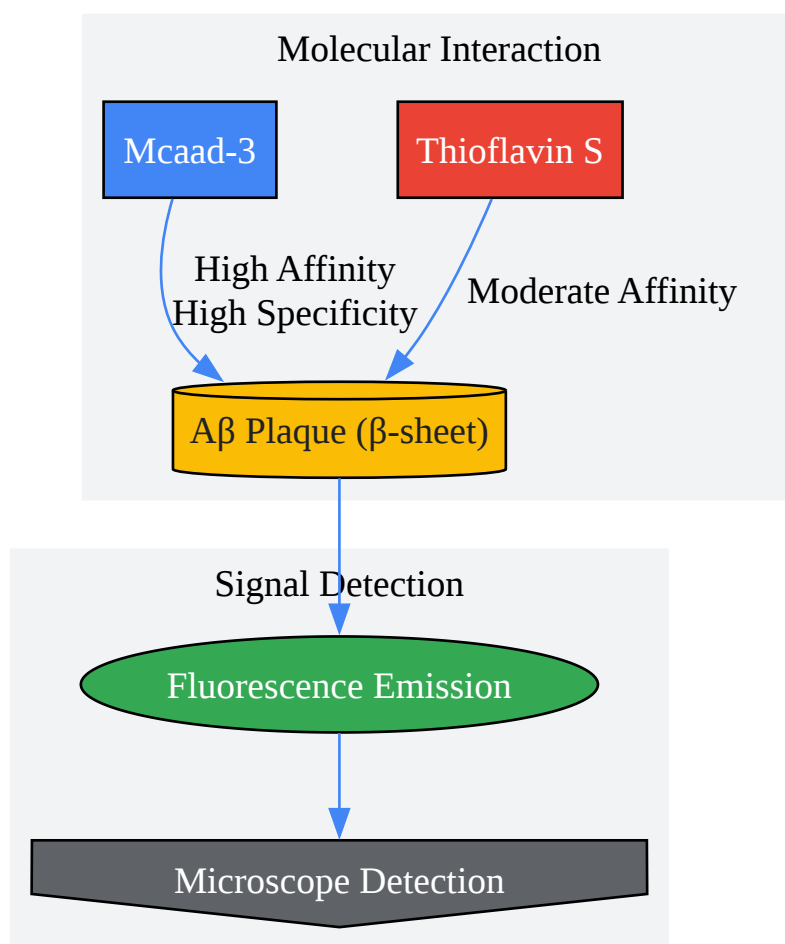 Molecular Interaction
Mcaad-3
Thioflavin S
High Affinity
High Specificity
Moderate Affinity
Aβ Plaque (β-sheet)
Signal Detection
Fluorescence Emission
Microscope Detection